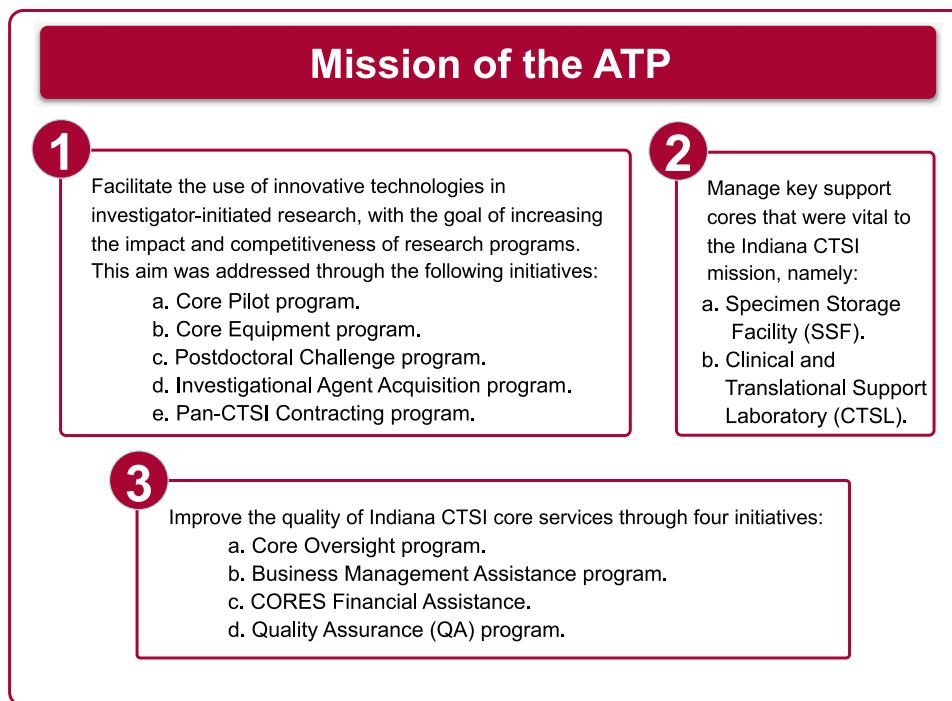 Mission of the ATP
1
Facilitate the use of innovative technologies in
investigator-initiated research, with the goal of increasing
the impact and competitiveness of research programs.
This aim was addressed through the following initiatives:
a. Core Pilot program.
b. Core Equipment program.
c. Postdoctoral Challenge program.
d. Investigational Agent Acquisition program.
e. Pan-CTSI Contracting program.
2
Manage key support
cores that were vital to
the Indiana CTSI
mission, namely:
a. Specimen Storage
Facility (SSF).
b. Clinical and
Translational Support
Laboratory (CTSL).
3
Improve the quality of Indiana CTSI core services through four initiatives:
a. Core Oversight program.
b. Business Management Assistance program.
c. CORES Financial Assistance.
d. Quality Assurance (QA) program.